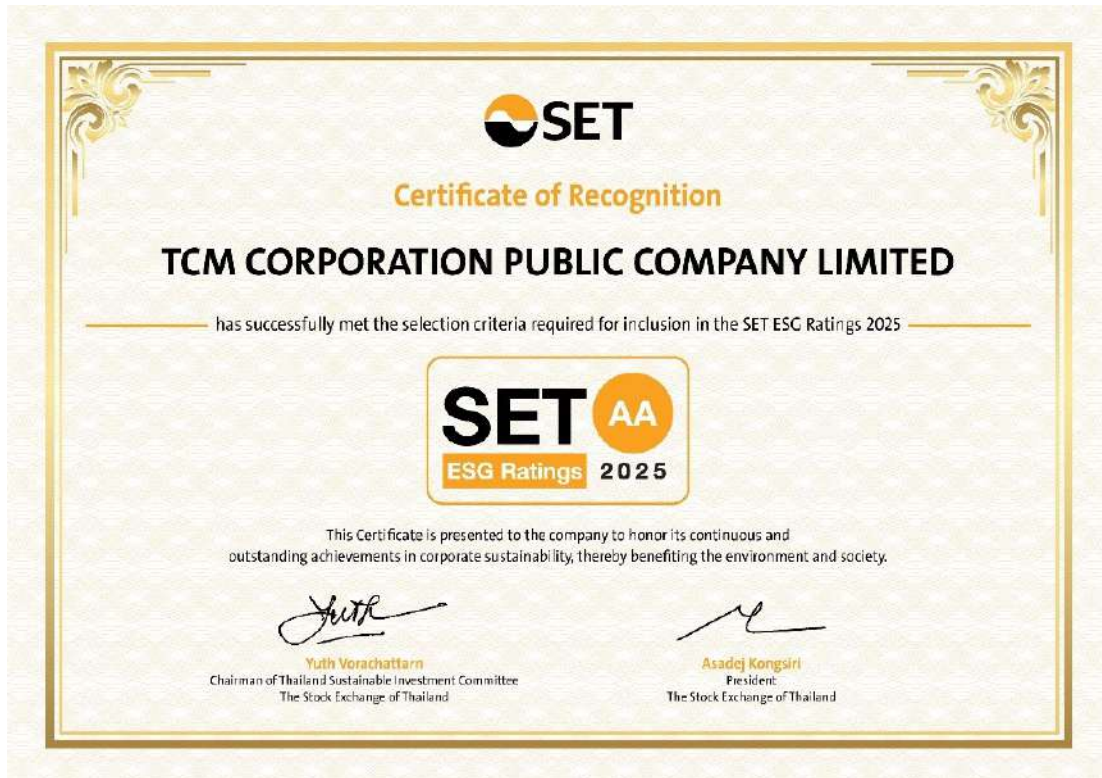 SET
Certificate of Recognition
TCM CORPORATION PUBLIC COMPANY LIMITED
has successfully met the selection criteria required for inclusion in the SET ESG Ratings 2025
SET AA
ESG Ratings 2025
This Certificate is presented to the company to honor its continuous and
outstanding achievements in corporate sustainability, thereby benefiting the environment and society.
Yuth
Yuth Vorachattarn
Chairman of Thailand Sustainable Investment Committee
The Stock Exchange of Thailand
Asadej Kongsiri
President
The Stock Exchange of Thailand